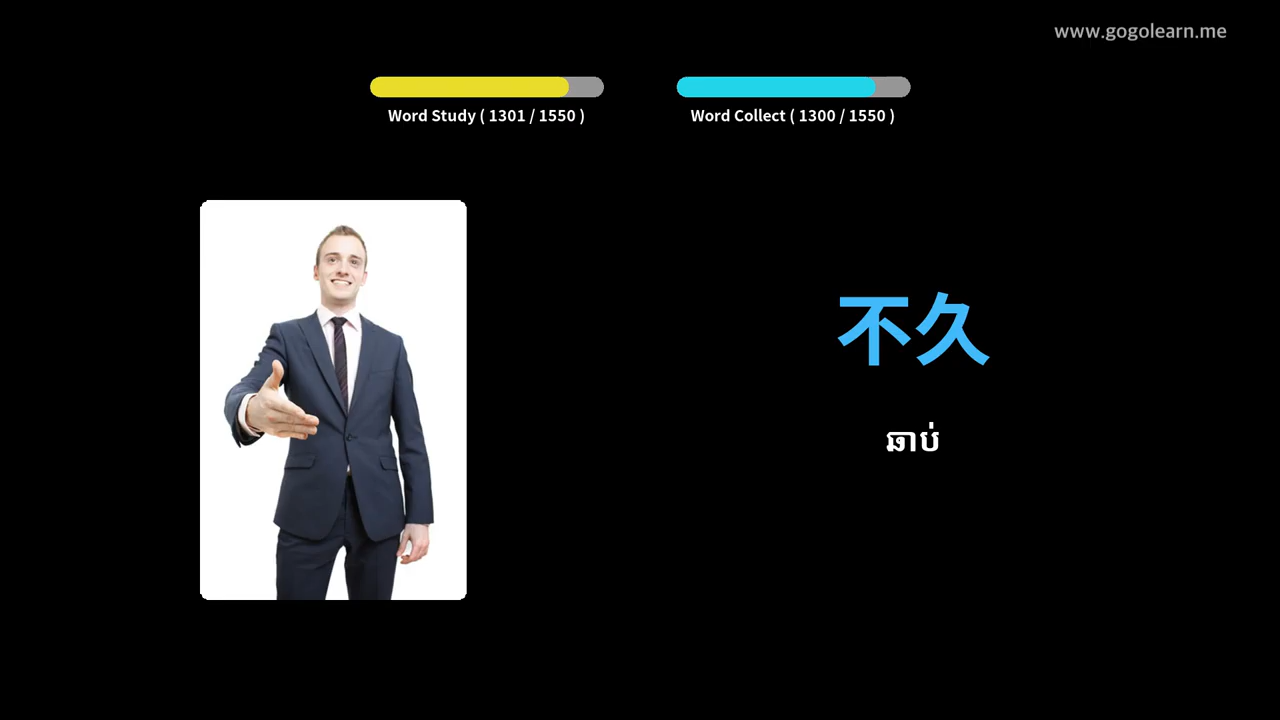 www.gogolearn.me
Word Study ( 1301 / 1550 )
Word Collect ( 1300 / 1550 )
不久
ឆាប់